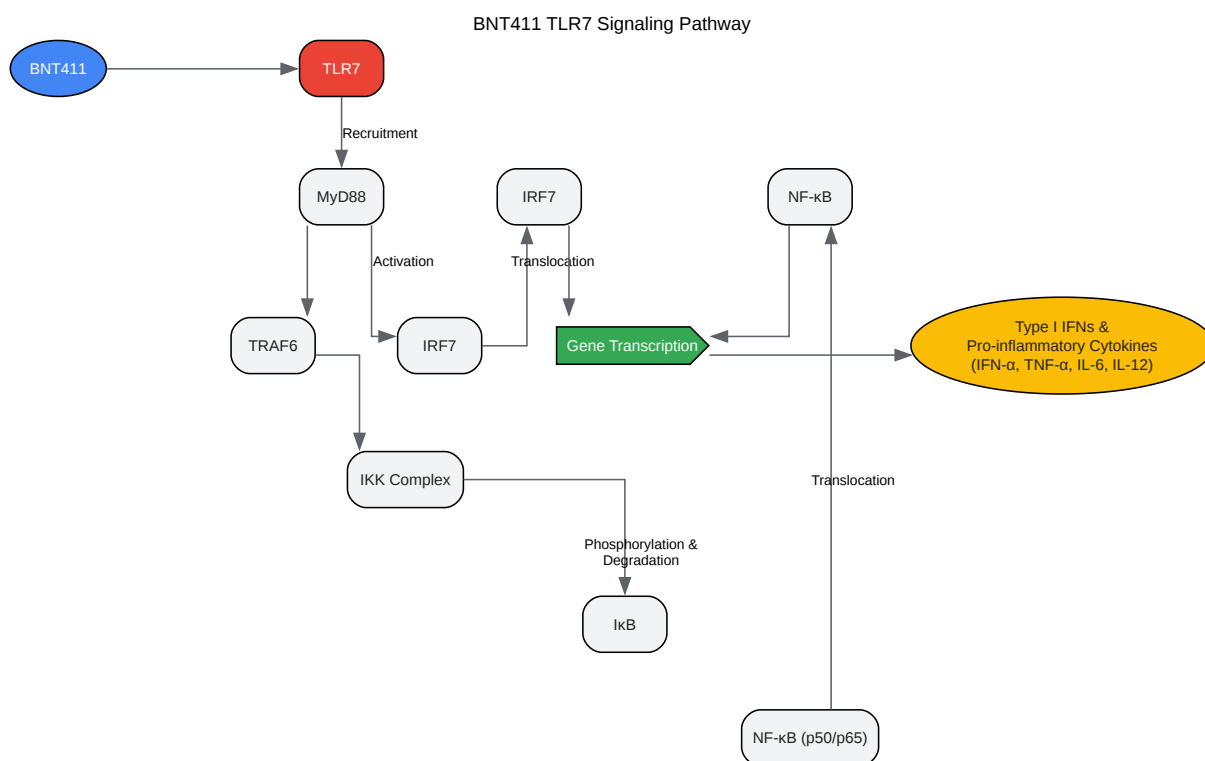 BNT411 TLR7 Signaling Pathway
BNT411
TLR7
Recruitment
MyD88
IRF7
NF-κB
Activation
Translocation
TRAF6
IRF7
Gene Transcription
Type I IFNs &
Pro-inflammatory Cytokines
(IFN-α, TNF-α, IL-6, IL-12)
IKK Complex
Translocation
Phosphorylation &
Degradation
IκB
NF-κB (p50/p65)